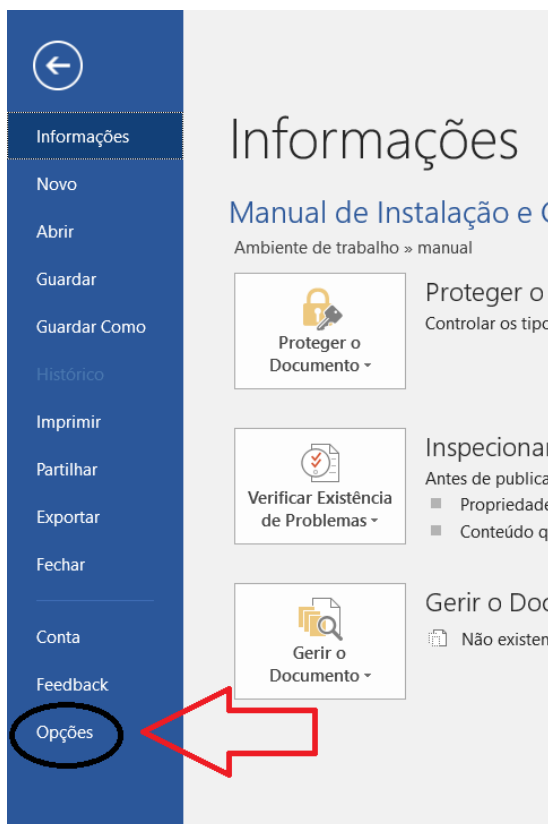 Informações
Novo
Abrir
Guardar
Guardar Como
Histórico
Imprimir
Partilhar
Exportar
Fechar
Conta
Feedback
Opções
Informações
Manual de Instalação e
Ambiente de trabalho » manual
Proteger o
Documento
Proteger o
Controlar os tipo
Verificar Existência
de Problemas
Inspecionar
Antes de publica
Propriedade
Conteúdo q
Gerir o
Documento
Gerir o Doc
Não existem